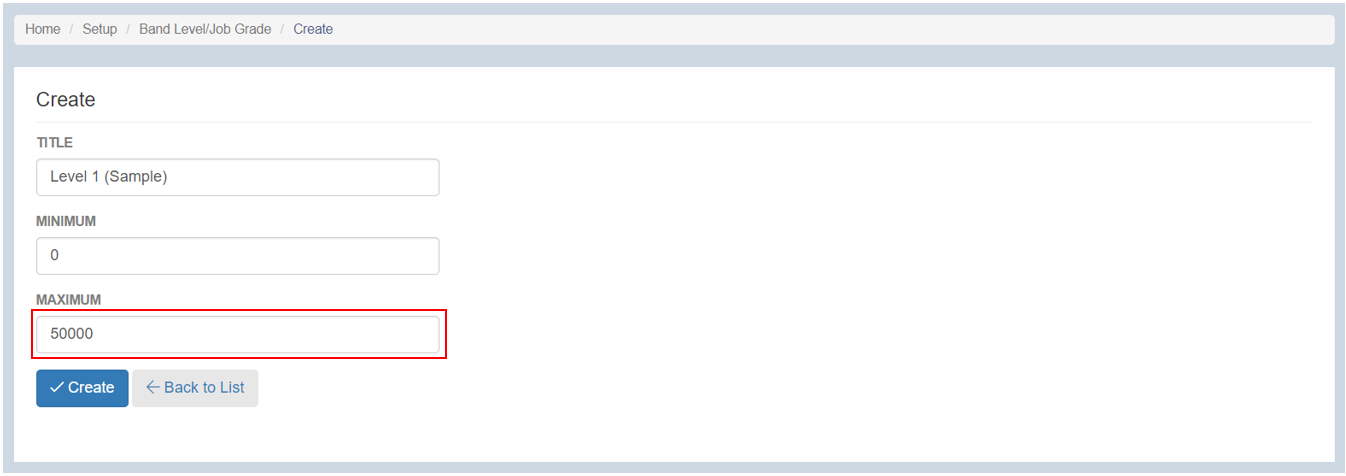 Home / Setup / Band Level/Job Grade / Create
Create
TITLE
Level 1 (Sample)
MINIMUM
0
MAXIMUM
50000
Create Back to List